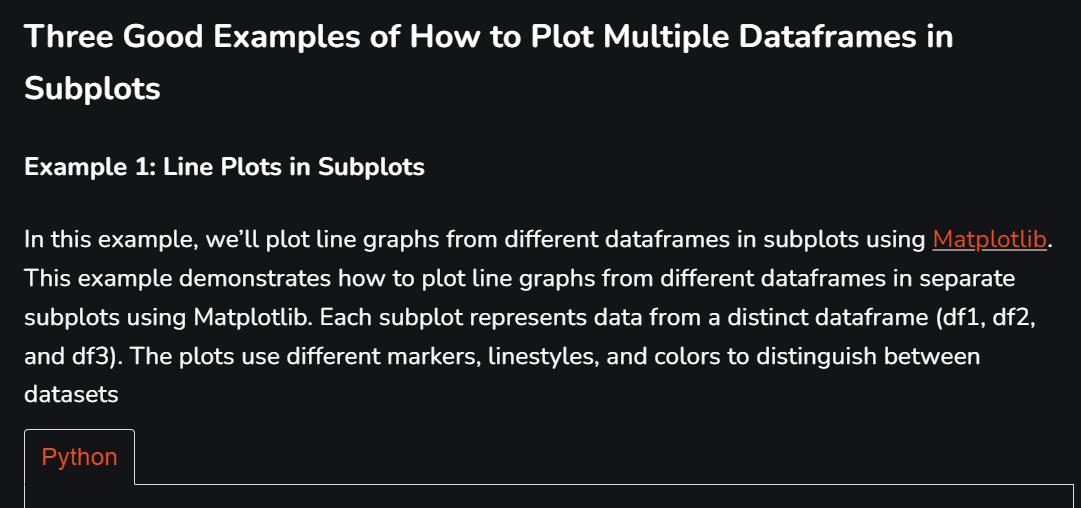 Three Good Examples of How to Plot Multiple Dataframes in
Subplots
Example 1: Line Plots in Subplots
In this example, we’ll plot line graphs from different dataframes in subplots using Matplotlib.
This example demonstrates how to plot line graphs from different dataframes in separate
subplots using Matplotlib. Each subplot represents data from a distinct dataframe (df1, df2,
and df3). The plots use different markers, linestyles, and colors to distinguish between
datasets
Python